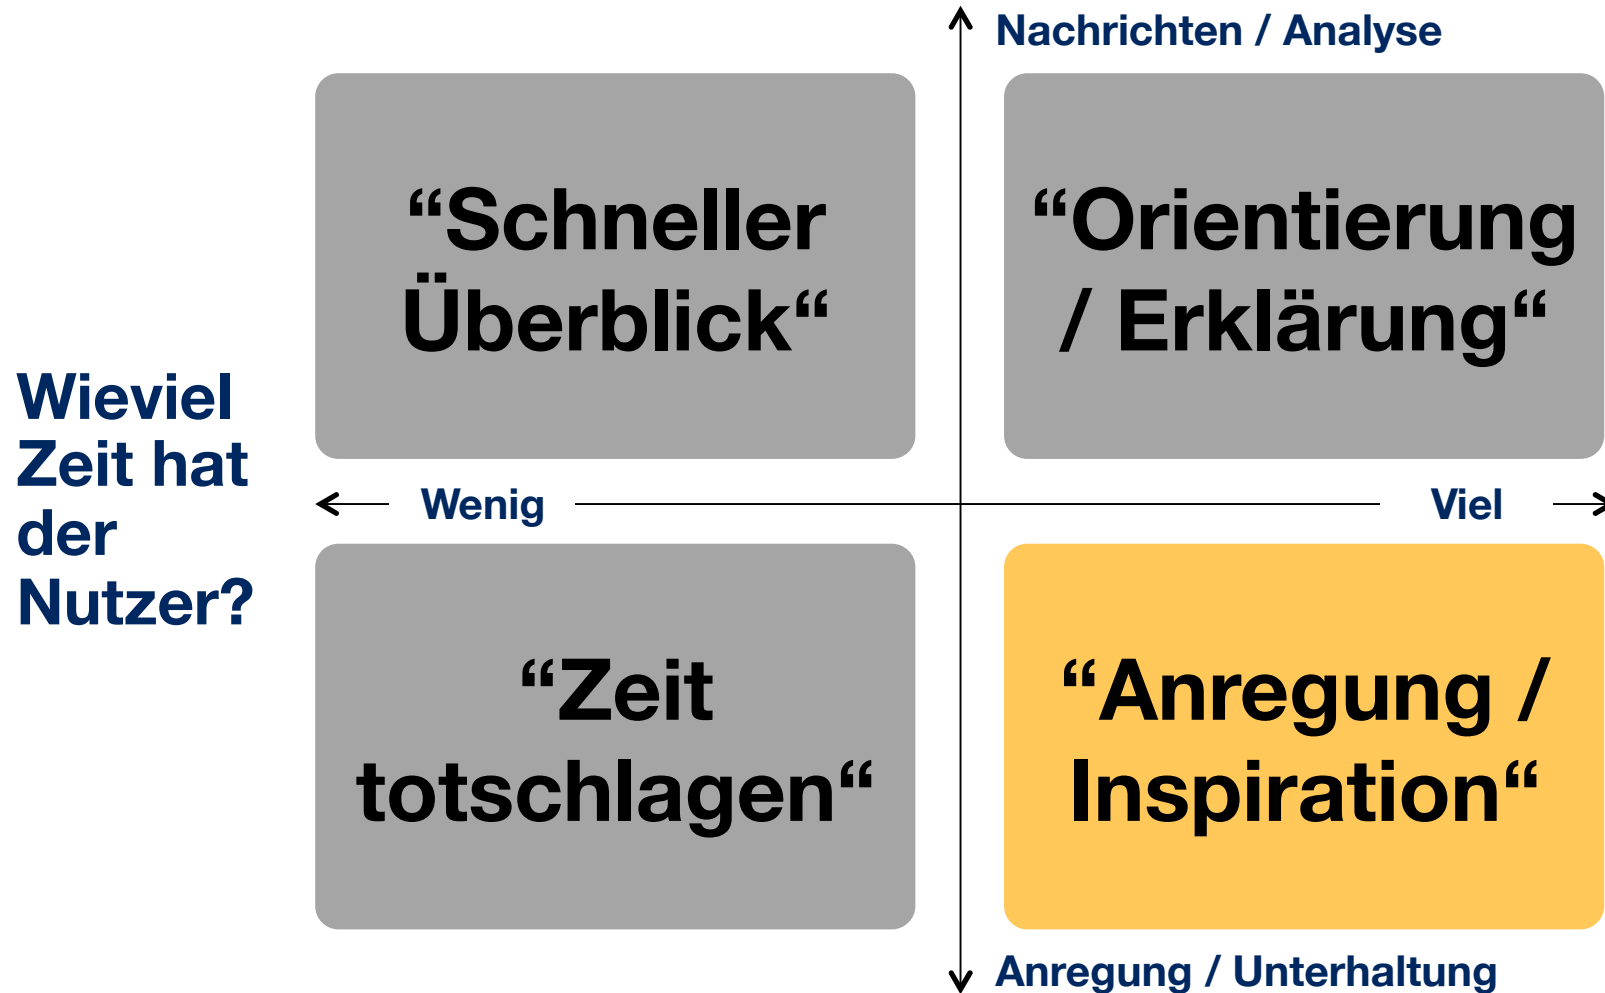 Nachrichten / Analyse
“Schneller
Überblick“
“Orientierung
/ Erklärung“
Wieviel
Zeit hat
der
Nutzer?
Wenig
Viel
“Zeit
totschlagen“
“Anregung /
Inspiration“
Anregung / Unterhaltung